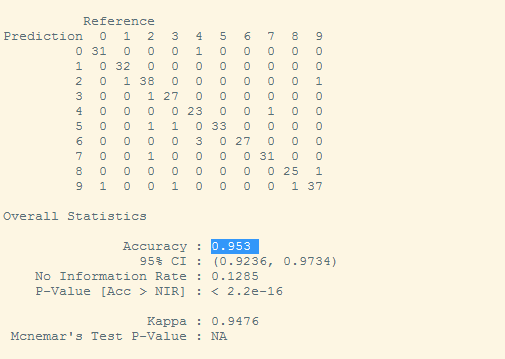 Reference
Prediction 0 1 2 3 4 5 6 7 8 9
0 31 0 0 0 1 0 0 0 0 0
1 0 32 0 0 0 0 0 0 0 0
2 0 1 38 0 0 0 0 0 0 1
3 0 0 1 27 0 0 0 0 0 0
4 0 0 0 0 23 0 0 1 0 0
5 0 0 1 1 0 33 0 0 0 0
6 0 0 0 0 3 0 27 0 0 0
7 0 0 1 0 0 0 0 31 0 0
8 0 0 0 0 0 0 0 0 25 1
9 1 0 0 1 0 0 0 0 1 37
Overall Statistics
Accuracy : 0.953
95% CI : (0.9236, 0.9734)
No Information Rate : 0.1285
P-Value [Acc > NIR] : < 2.2e-16
Kappa : 0.9476
Mcnemar's Test P-Value : NA